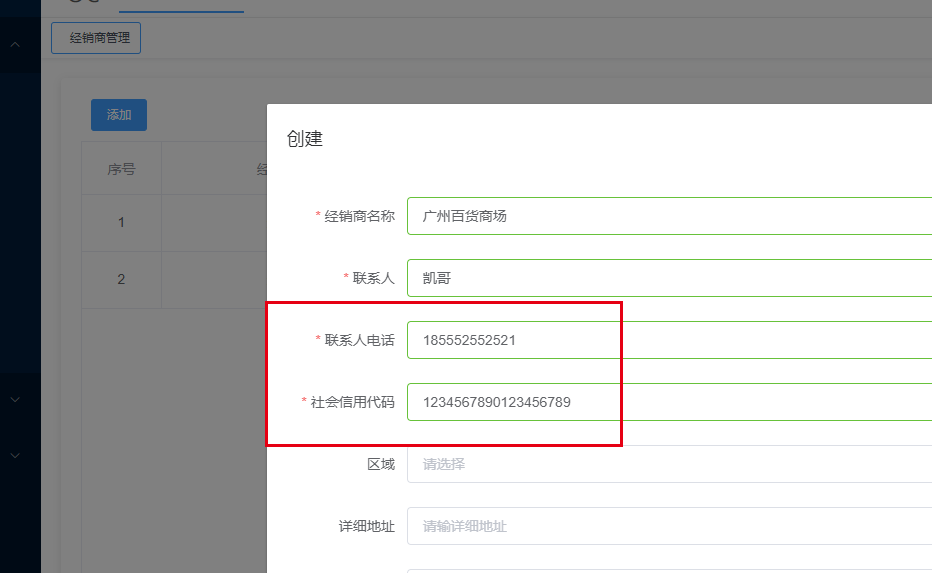 经销商管理
添加
创建
序号
经
* 经销商名称 广州百货商场
1
* 联系人 凯哥
2
* 联系人电话 185552552521
* 社会信用代码 1234567890123456789
区域 请选择
详细地址 请输详细地址